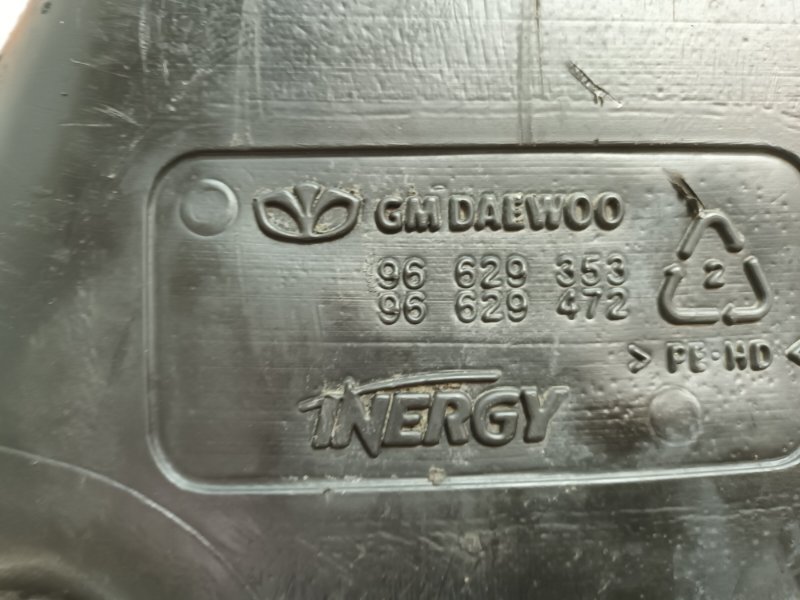 GM DAEWOO
96 629 353
96 629 472
2
> PE-HD <
INERGY